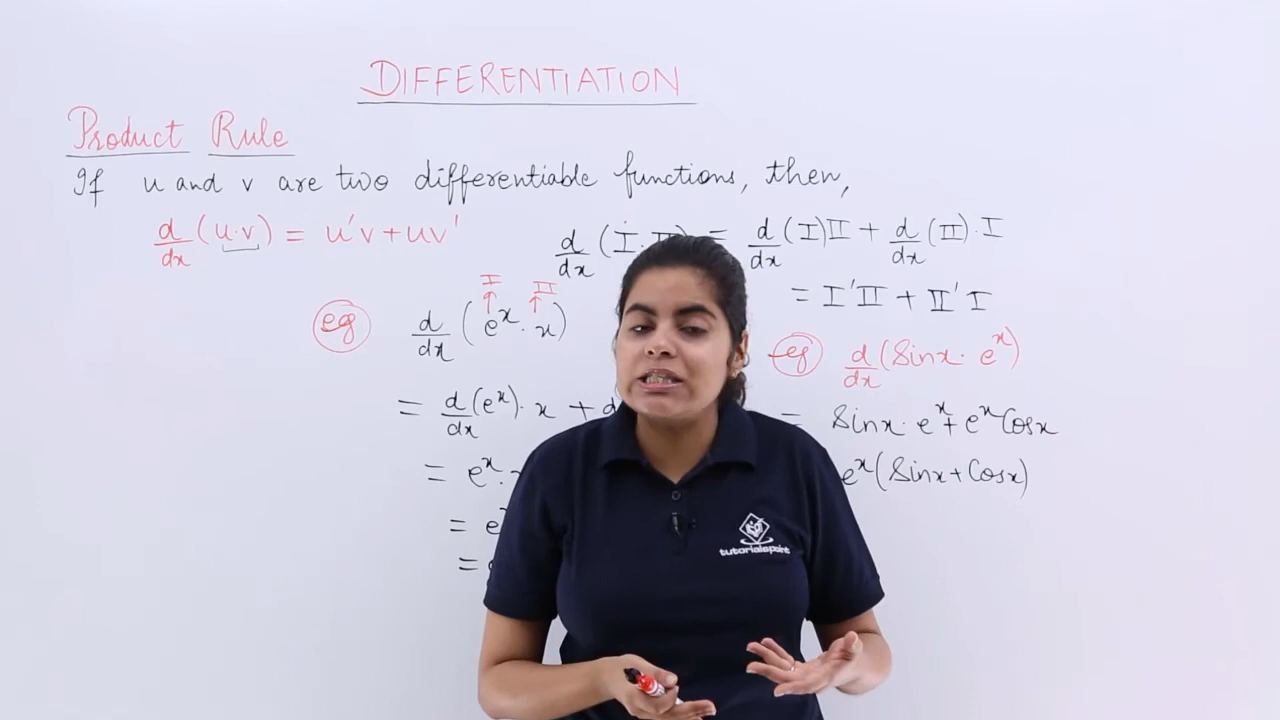 DIFFERENTIATION
Product Rule
If u and v are two differentiable functions, then,
d/dx (u·v) = u'v + uv'
d/dx (I· = d/dx (I)II + d/dx (II)·I
= I'II + II'I
I II
eg d/dx (e^x · x)
= d/dx (e^x)· x +
= e^x ·
=
=
eg d/dx (Sinx · e^x)
= Sinx · e^x + e^x Cosx
e^x (Sinx + Cosx)
tutorialspoint